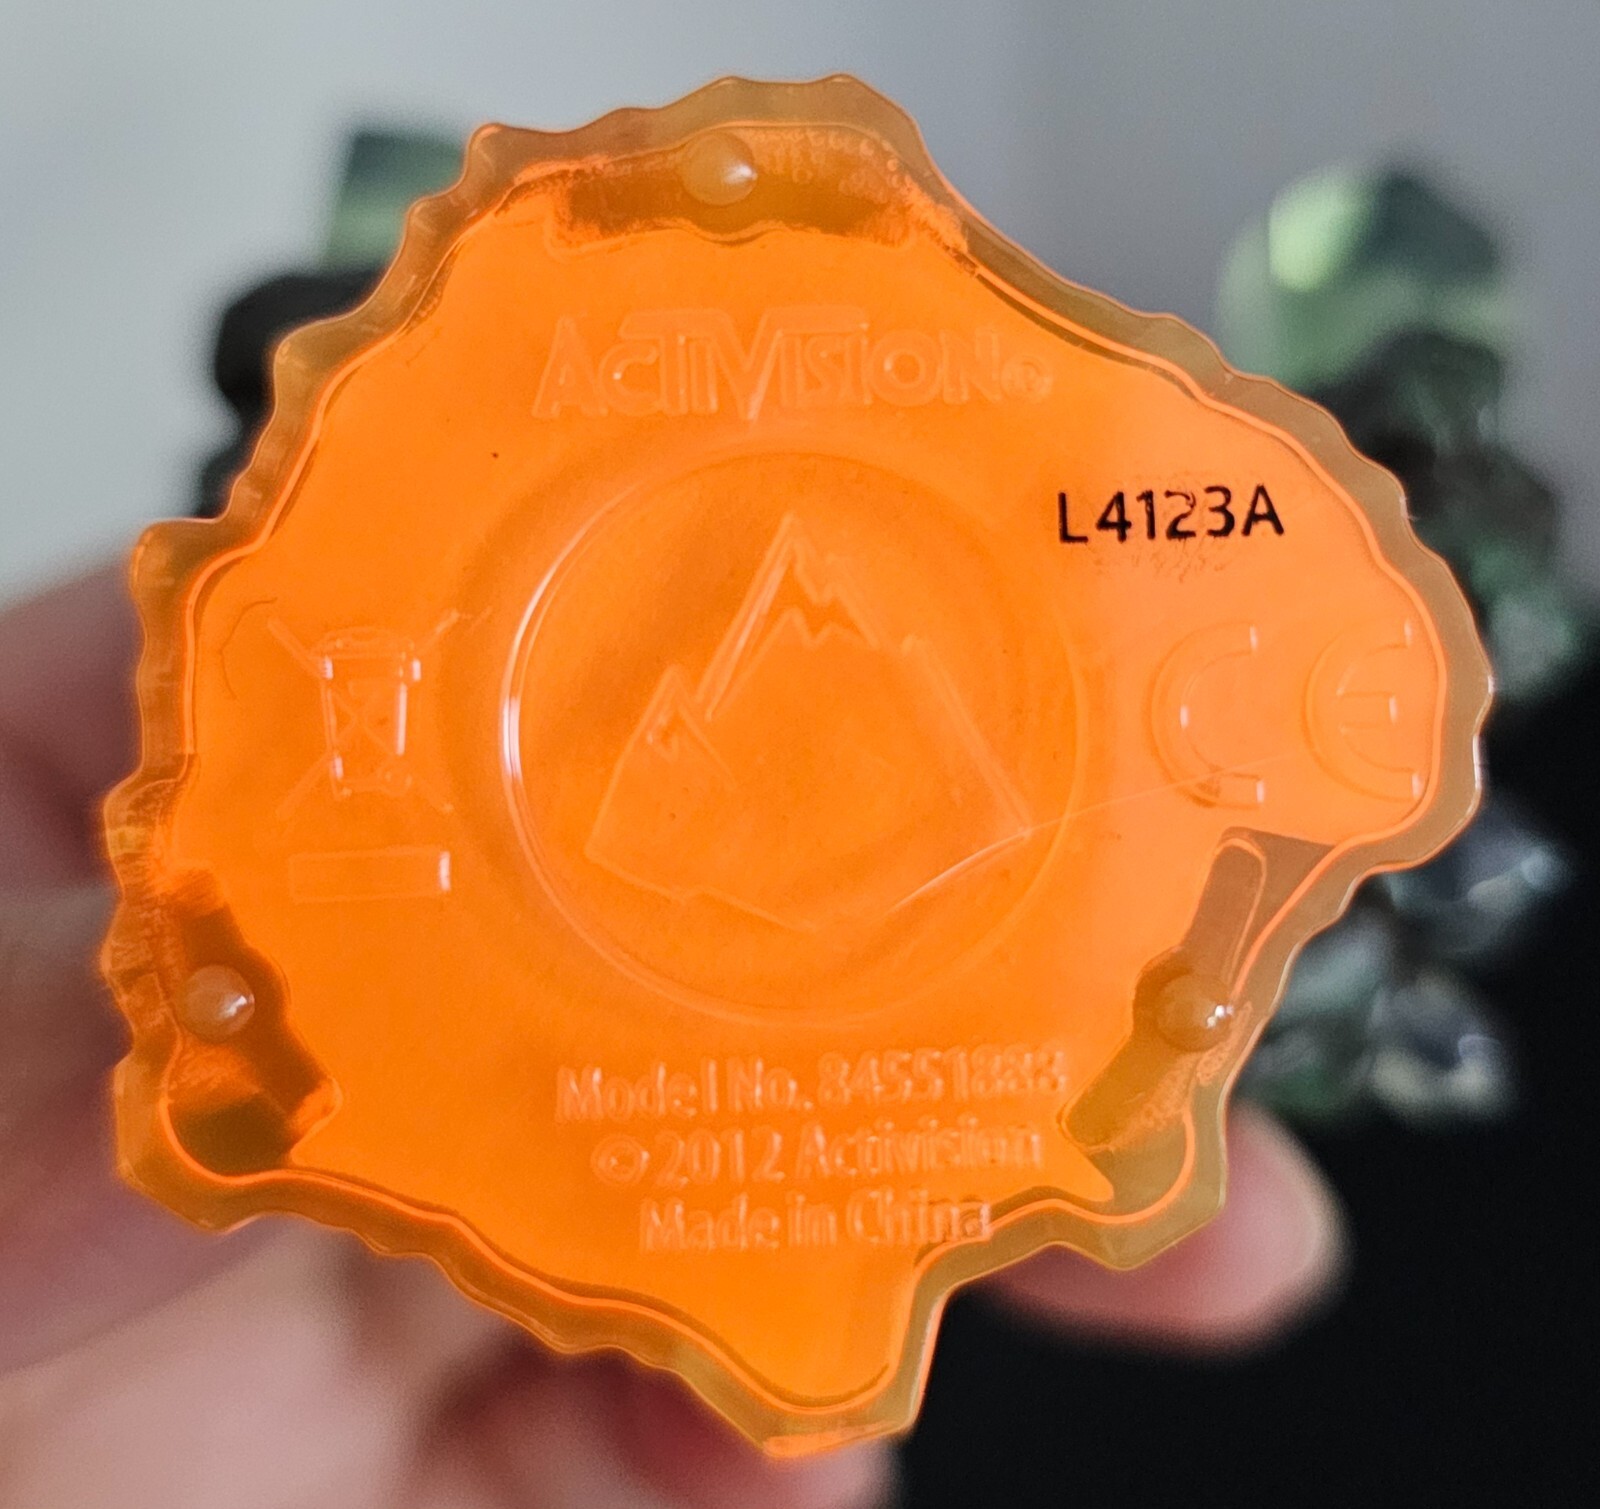 ACTIVISION®
L4123A
CE
Model No. 84551888
© 2012 Activision
Made in China